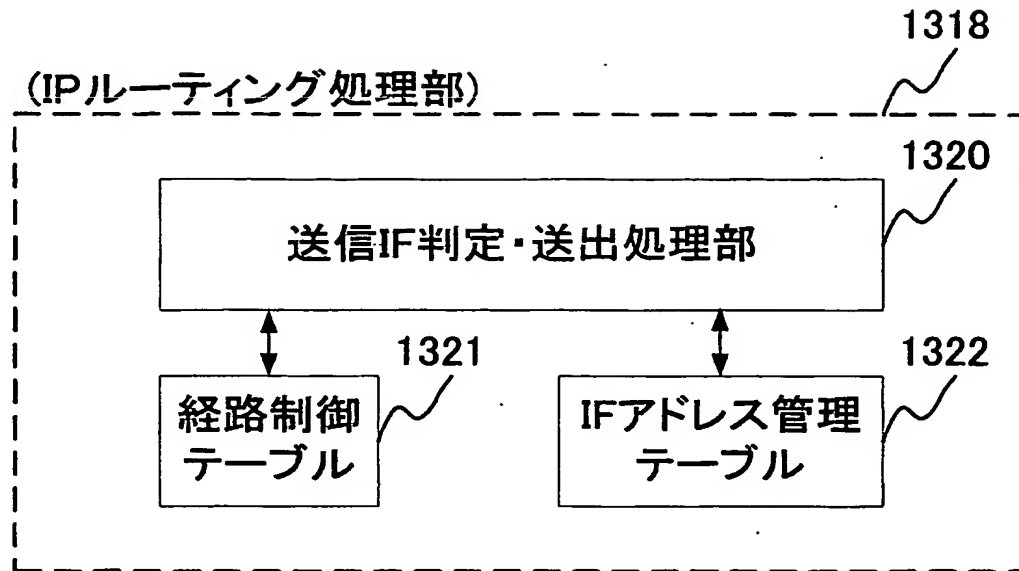 1318
(IPルーティング処理部)
1320
送信IF判定・送出処理部
1321
1322
経路制御
テーブル
IFアドレス管理
テーブル